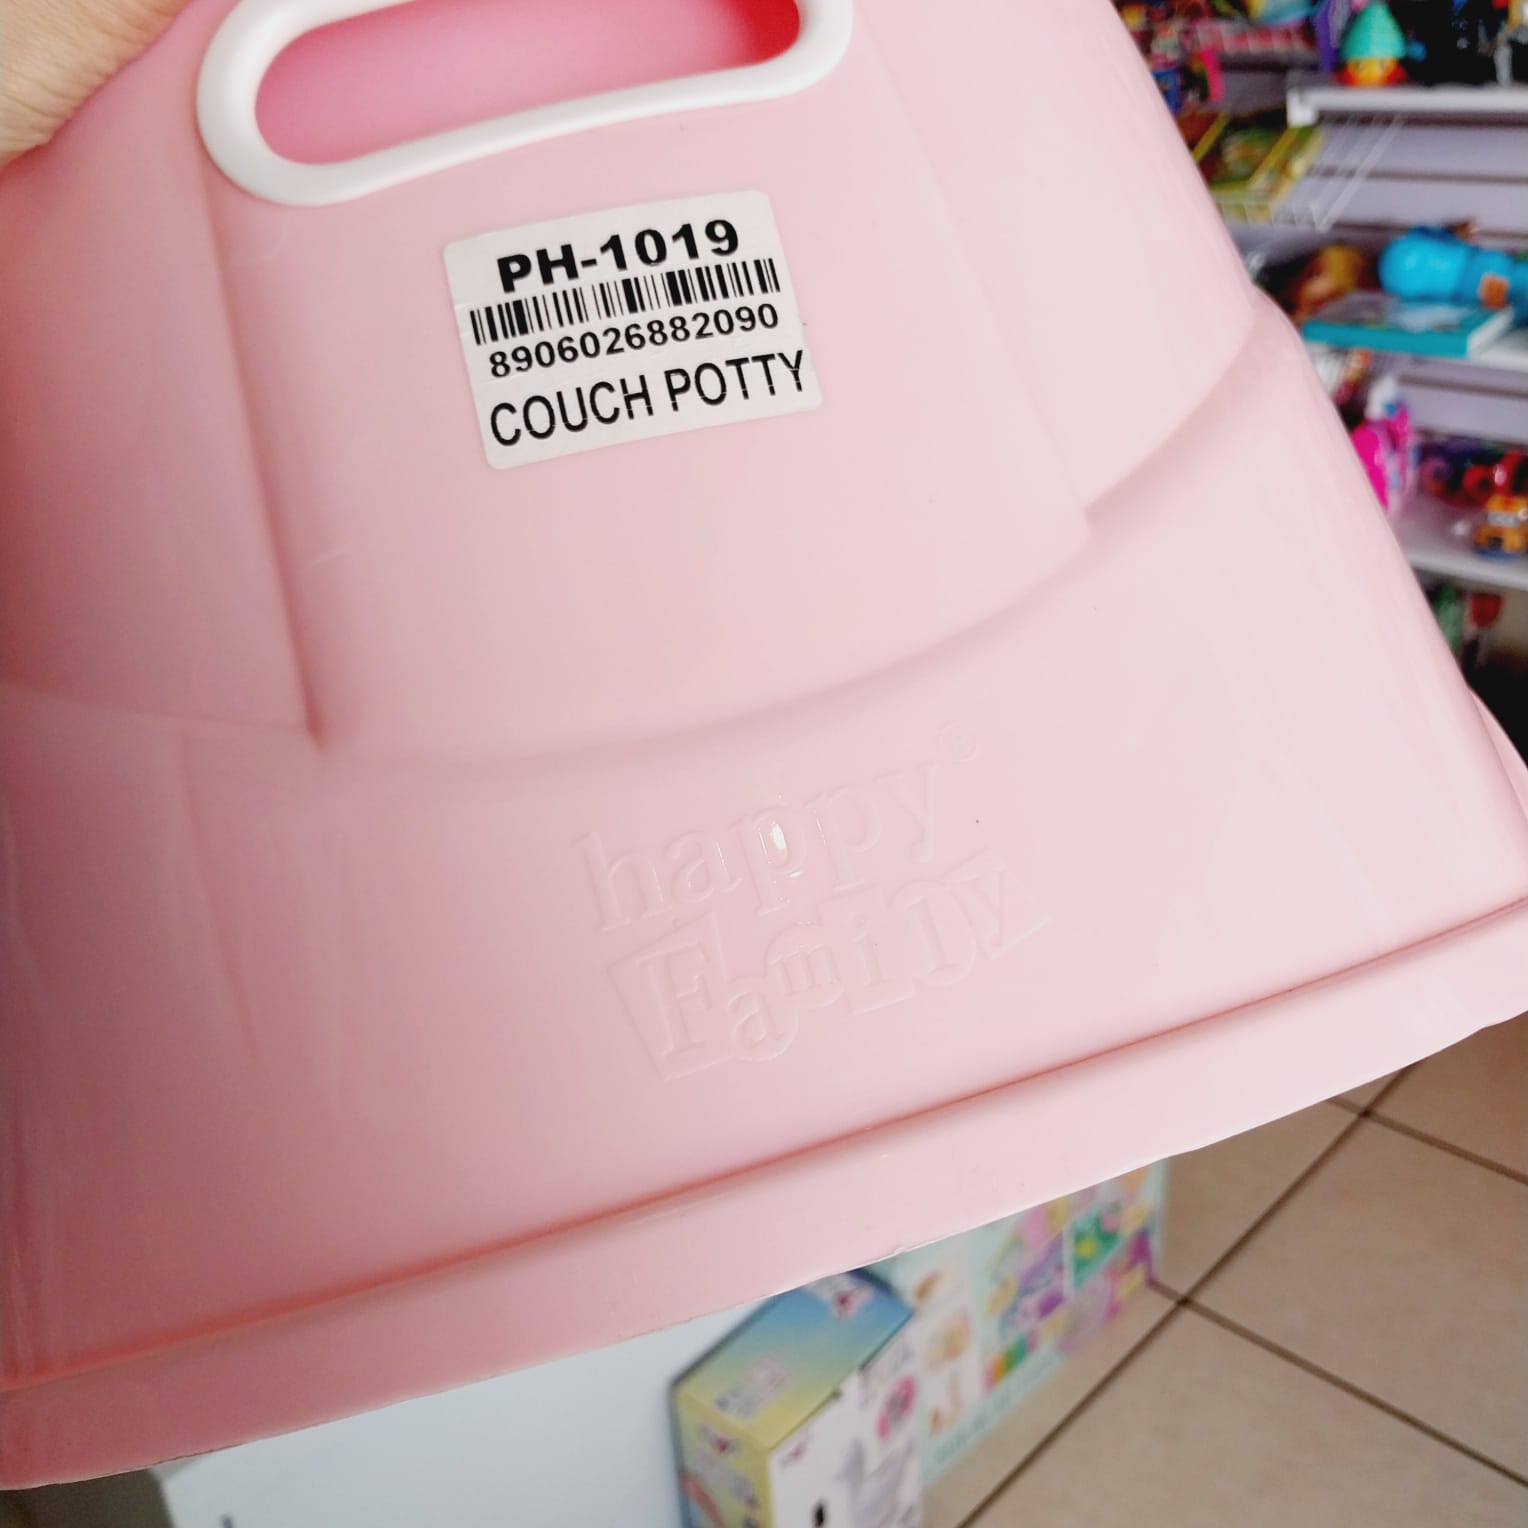 PH-1019
8906026882090
COUCH POTTY
happy®
Family